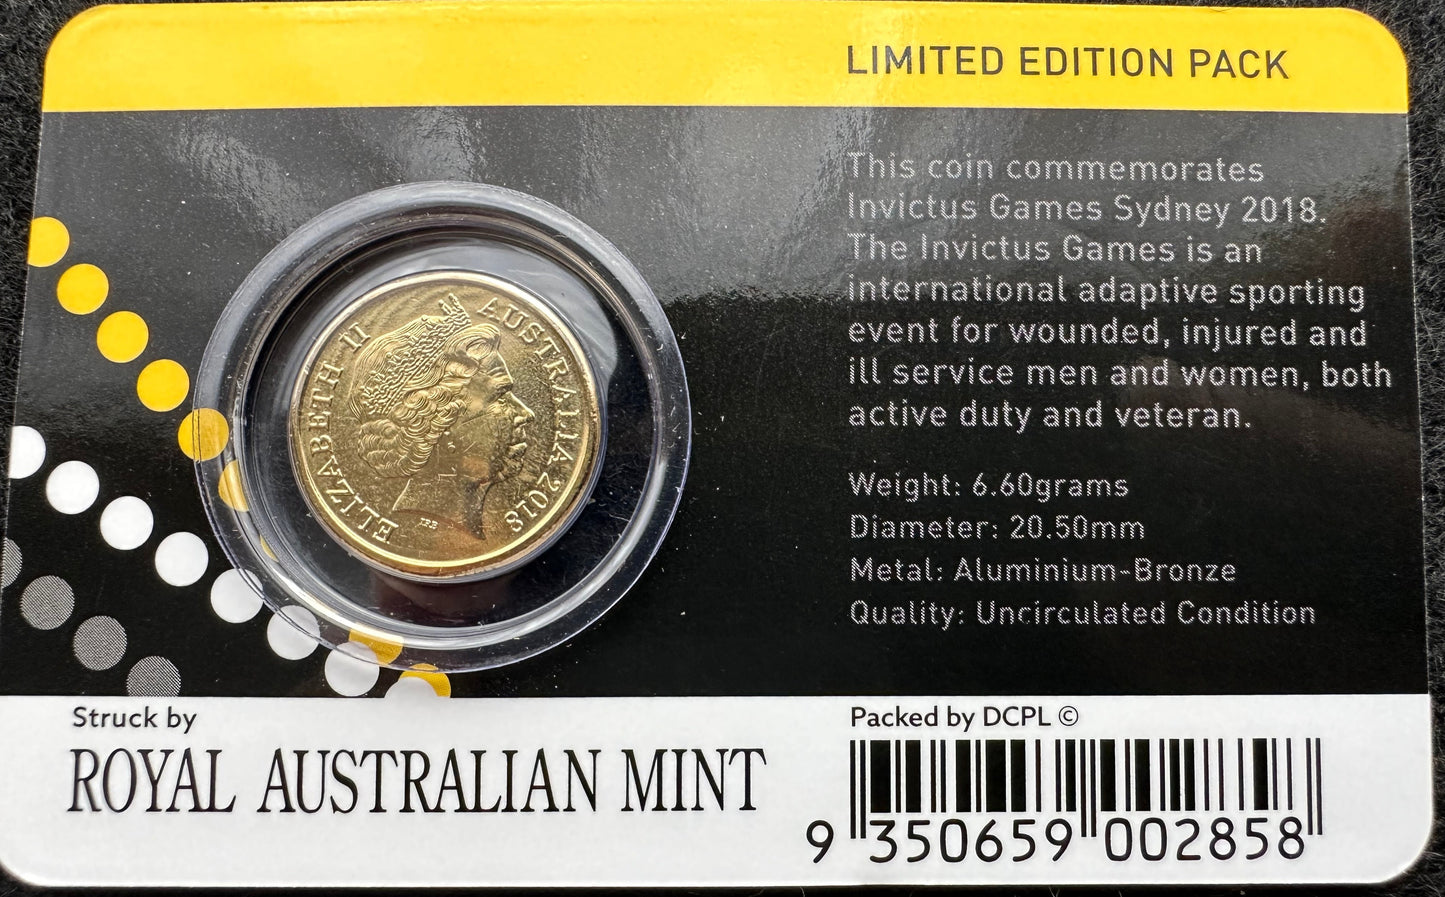 LIMITED EDITION PACK
This coin commemorates
Invictus Games Sydney 2018.
The Invictus Games is an
international adaptive sporting
event for wounded, injured and
ill service men and women, both
active duty and veteran.
Weight: 6.60grams
Diameter: 20.50mm
Metal: Aluminium-Bronze
Quality: Uncirculated Condition
ELIZABETH II
AUSTRALIA 2018
IRB
Struck by
ROYAL AUSTRALIAN MINT
Packed by DCPL ©
9 350659 002858